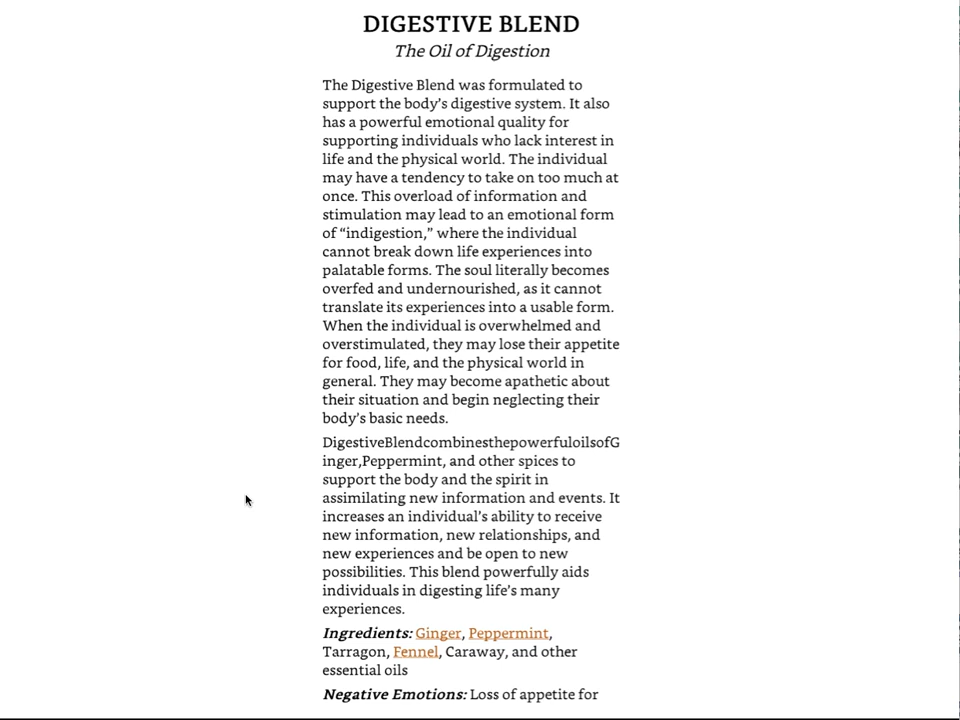 DIGESTIVE BLEND
The Oil of Digestion
The Digestive Blend was formulated to
support the body’s digestive system. It also
has a powerful emotional quality for
supporting individuals who lack interest in
life and the physical world. The individual
may have a tendency to take on too much at
once. This overload of information and
stimulation may lead to an emotional form
of “indigestion,” where the individual
cannot break down life experiences into
palatable forms. The soul literally becomes
overfed and undernourished, as it cannot
translate its experiences into a usable form.
When the individual is overwhelmed and
overstimulated, they may lose their appetite
for food, life, and the physical world in
general. They may become apathetic about
their situation and begin neglecting their
body’s basic needs.
DigestiveBlendcombinesthepowerfuloilsofG
inger,Peppermint, and other spices to
support the body and the spirit in
assimilating new information and events. It
increases an individual’s ability to receive
new information, new relationships, and
new experiences and be open to new
possibilities. This blend powerfully aids
individuals in digesting life’s many
experiences.
Ingredients: Ginger, Peppermint,
Tarragon, Fennel, Caraway, and other
essential oils
Negative Emotions: Loss of appetite for